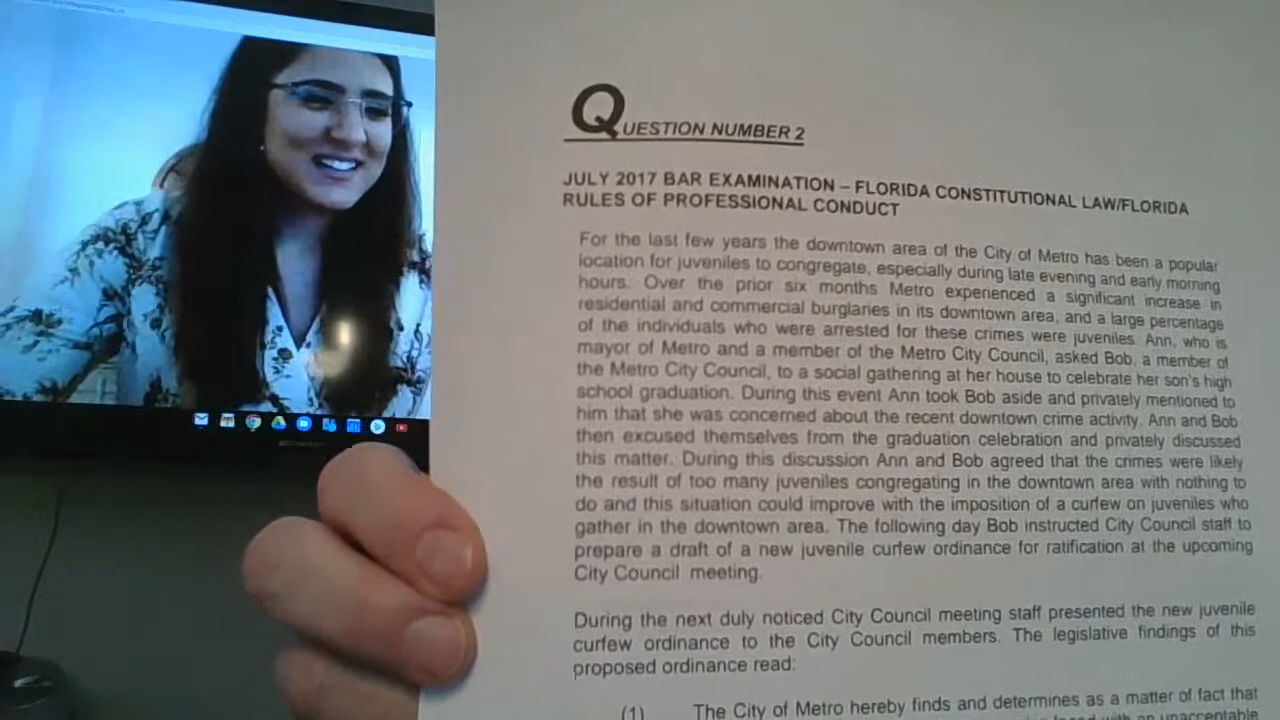 QUESTION NUMBER 2
JULY 2017 BAR EXAMINATION – FLORIDA CONSTITUTIONAL LAW/FLORIDA
RULES OF PROFESSIONAL CONDUCT
For the last few years the downtown area of the City of Metro has been a popular
location for juveniles to congregate, especially during late evening and early morning
hours. Over the prior six months Metro experienced a significant increase in
residential and commercial burglaries in its downtown area, and a large percentage
of the individuals who were arrested for these crimes were juveniles. Ann, who is
mayor of Metro and a member of the Metro City Council, asked Bob, a member of
the Metro City Council, to a social gathering at her house to celebrate her son's high
school graduation. During this event Ann took Bob aside and privately mentioned to
him that she was concerned about the recent downtown crime activity. Ann and Bob
then excused themselves from the graduation celebration and privately discussed
this matter. During this discussion Ann and Bob agreed that the crimes were likely
the result of too many juveniles congregating in the downtown area with nothing to
do and this situation could improve with the imposition of a curfew on juveniles who
gather in the downtown area. The following day Bob instructed City Council staff to
prepare a draft of a new juvenile curfew ordinance for ratification at the upcoming
City Council meeting.
During the next duly noticed City Council meeting staff presented the new juvenile
curfew ordinance to the City Council members. The legislative findings of this
proposed ordinance read:
(1) The City of Metro hereby finds and determines as a matter of fact that
faced with an unacceptable